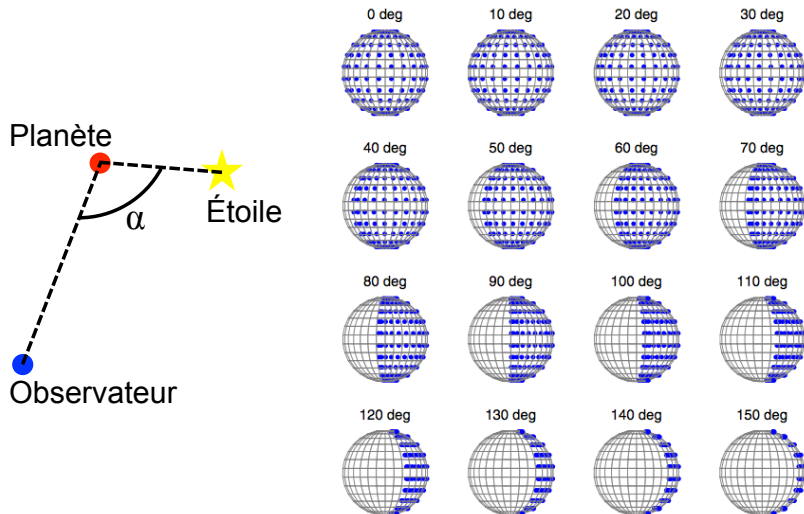 Planète
Étoile
α
Observateur
0 deg 10 deg 20 deg 30 deg
40 deg 50 deg 60 deg 70 deg
80 deg 90 deg 100 deg 110 deg
120 deg 130 deg 140 deg 150 deg